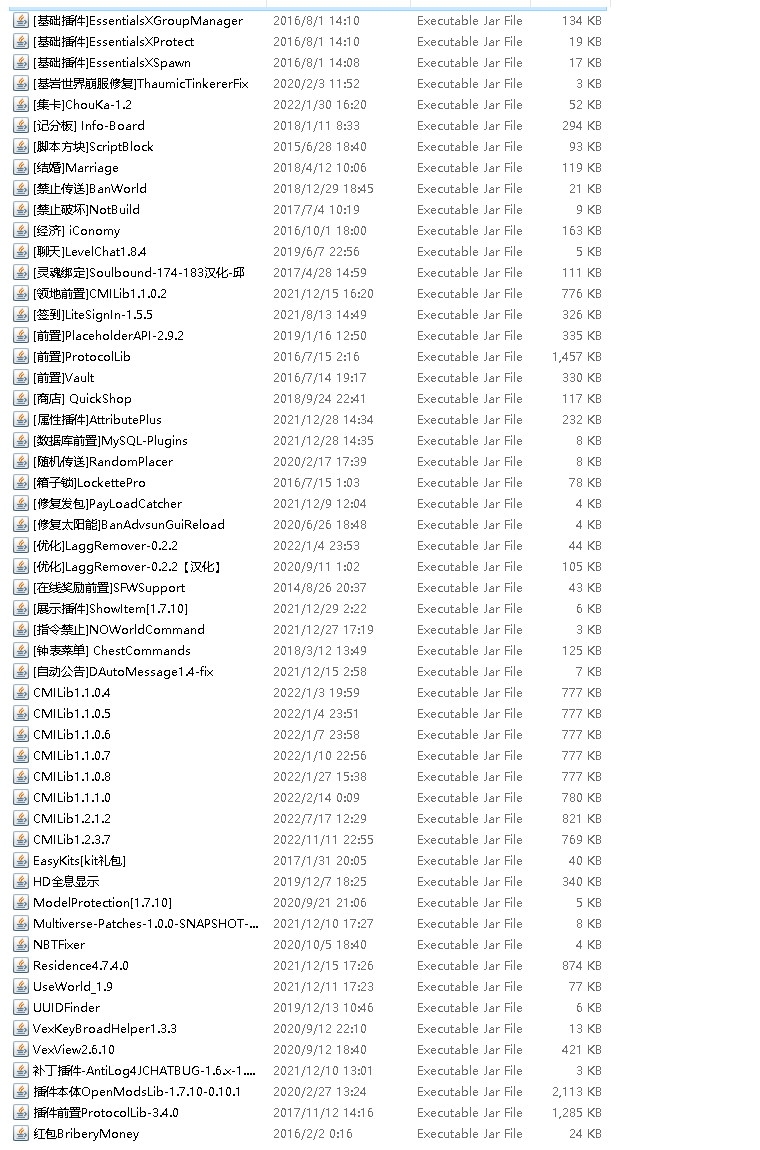 [基础插件]EssentialsXGroupManager 2016/8/1 14:10 Executable Jar File 134 KB
[基础插件]EssentialsXProtect 2016/8/1 14:10 Executable Jar File 19 KB
[基础插件]EssentialsXSpawn 2016/8/1 14:08 Executable Jar File 17 KB
[基岩世界崩服修复]ThaumicTinkererFix 2020/2/3 11:52 Executable Jar File 3 KB
[集卡]ChouKa-1.2 2022/1/30 16:20 Executable Jar File 52 KB
[记分板] Info-Board 2018/1/11 8:33 Executable Jar File 294 KB
[脚本方块]ScriptBlock 2015/6/28 18:40 Executable Jar File 93 KB
[结婚]Marriage 2018/4/12 10:06 Executable Jar File 119 KB
[禁止传送]BanWorld 2018/12/29 18:45 Executable Jar File 21 KB
[禁止破坏]NotBuild 2017/7/4 10:19 Executable Jar File 9 KB
[经济] iConomy 2016/10/1 18:00 Executable Jar File 163 KB
[聊天]LevelChat1.8.4 2019/6/7 22:56 Executable Jar File 5 KB
[灵魂绑定]Soulbound-174-183汉化-邱 2017/4/28 14:59 Executable Jar File 111 KB
[领地前置]CMILib1.1.0.2 2021/12/15 16:20 Executable Jar File 776 KB
[签到]LiteSignIn-1.5.5 2021/8/13 14:49 Executable Jar File 326 KB
[前置]PlaceholderAPI-2.9.2 2019/1/16 12:50 Executable Jar File 335 KB
[前置]ProtocolLib 2016/7/15 2:16 Executable Jar File 1,457 KB
[前置]Vault 2016/7/14 19:17 Executable Jar File 330 KB
[商店] QuickShop 2018/9/24 22:41 Executable Jar File 117 KB
[属性插件]AttributePlus 2021/12/28 14:34 Executable Jar File 232 KB
[数据库前置]MySQL-Plugins 2021/12/28 14:35 Executable Jar File 8 KB
[随机传送]RandomPlacer 2020/2/17 17:39 Executable Jar File 8 KB
[箱子锁]LockettePro 2016/7/15 1:03 Executable Jar File 78 KB
[修复发包]PayLoadCatcher 2021/12/9 12:04 Executable Jar File 4 KB
[修复太阳能]BanAdvsunGuiReload 2020/6/26 18:48 Executable Jar File 4 KB
[优化]LaggRemover-0.2.2 2022/1/4 23:53 Executable Jar File 44 KB
[优化]LaggRemover-0.2.2【汉化】 2020/9/11 1:02 Executable Jar File 105 KB
[在线奖励前置]SFWSupport 2014/8/26 20:37 Executable Jar File 43 KB
[展示插件]ShowItem[1.7.10] 2021/12/29 2:22 Executable Jar File 6 KB
[指令禁止]NOWorldCommand 2021/12/27 17:19 Executable Jar File 3 KB
[钟表菜单] ChestCommands 2018/3/12 13:49 Executable Jar File 125 KB
[自动公告]DAutoMessage1.4-fix 2021/12/15 2:58 Executable Jar File 7 KB
CMILib1.1.0.4 2022/1/3 19:59 Executable Jar File 777 KB
CMILib1.1.0.5 2022/1/4 23:51 Executable Jar File 777 KB
CMILib1.1.0.6 2022/1/7 23:58 Executable Jar File 777 KB
CMILib1.1.0.7 2022/1/10 22:56 Executable Jar File 777 KB
CMILib1.1.0.8 2022/1/27 15:38 Executable Jar File 777 KB
CMILib1.1.1.0 2022/2/14 0:09 Executable Jar File 780 KB
CMILib1.2.1.2 2022/7/17 12:29 Executable Jar File 821 KB
CMILib1.2.3.7 2022/11/11 22:55 Executable Jar File 769 KB
EasyKits[kit礼包] 2017/1/31 20:05 Executable Jar File 40 KB
HD全息显示 2019/12/7 18:25 Executable Jar File 340 KB
ModelProtection[1.7.10] 2020/9/21 21:06 Executable Jar File 5 KB
Multiverse-Patches-1.0.0-SNAPSHOT-... 2021/12/10 17:27 Executable Jar File 8 KB
NBTFixer 2020/10/5 18:40 Executable Jar File 4 KB
Residence4.7.4.0 2021/12/15 17:26 Executable Jar File 874 KB
UseWorld_1.9 2021/12/11 17:23 Executable Jar File 77 KB
UUIDFinder 2019/12/13 10:46 Executable Jar File 6 KB
VexKeyBroadHelper1.3.3 2020/9/12 22:10 Executable Jar File 13 KB
VexView2.6.10 2020/9/12 18:40 Executable Jar File 421 KB
补丁插件-AntiLog4JCHATBUG-1.6.x-1.... 2021/12/10 13:01 Executable Jar File 3 KB
插件本体OpenModsLib-1.7.10-0.10.1 2020/2/27 13:24 Executable Jar File 2,113 KB
插件前置ProtocolLib-3.4.0 2017/11/12 14:16 Executable Jar File 1,285 KB
红包BriberyMoney 2016/2/2 0:16 Executable Jar File 24 KB